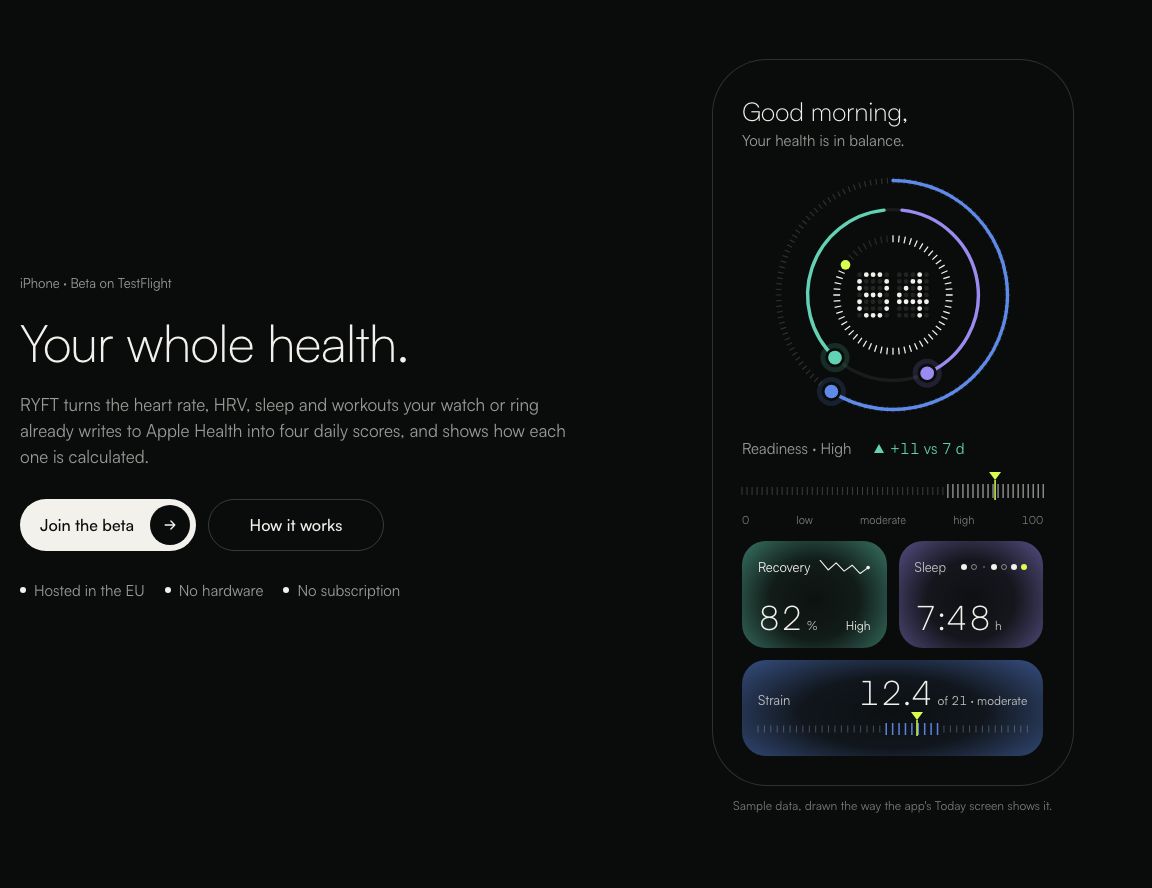 iPhone · Beta on TestFlight
Your whole health.
RYFT turns the heart rate, HRV, sleep and workouts your watch or ring
already writes to Apple Health into four daily scores, and shows how each
one is calculated.
Join the beta
How it works
Hosted in the EU
No hardware
No subscription
Good morning,
Your health is in balance.
84
Readiness · High
+11 vs 7 d
0 low moderate high 100
Recovery
82 %
High
Sleep
7:48 h
Strain
12.4 of 21 · moderate
Sample data, drawn the way the app's Today screen shows it.